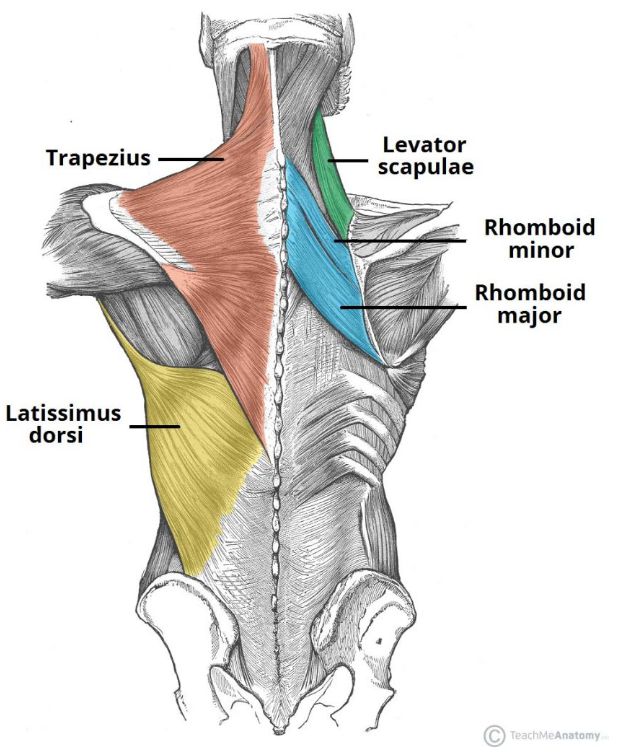 Trapezius
Levator
scapulae
Rhomboid
minor
Rhomboid
major
Latissimus
dorsi
© TeachMeAnatomy